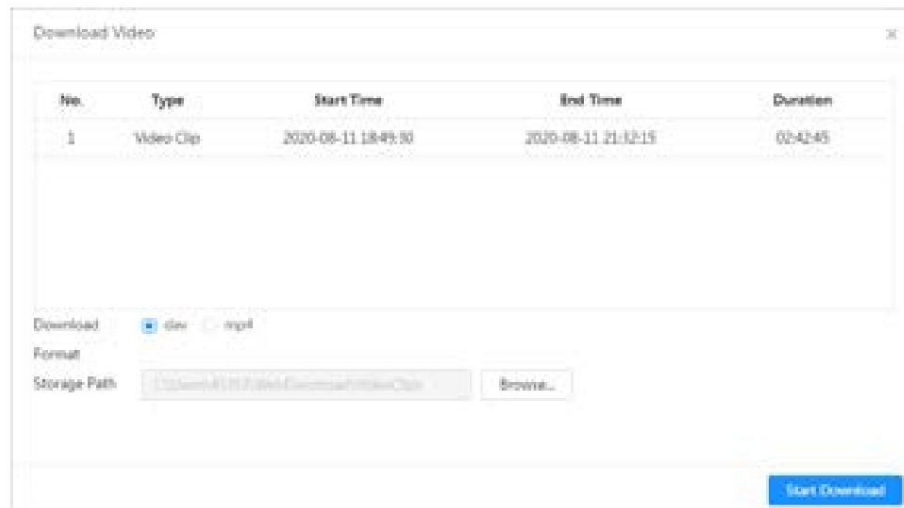 Download Video
No. Type Start Time End Time Duration
1 Video Clip 2020-08-11 18:49:30 2020-08-11 21:32:15 02:42:45
Download dav mp4
Format
Storage Path
Browse...
Start Download